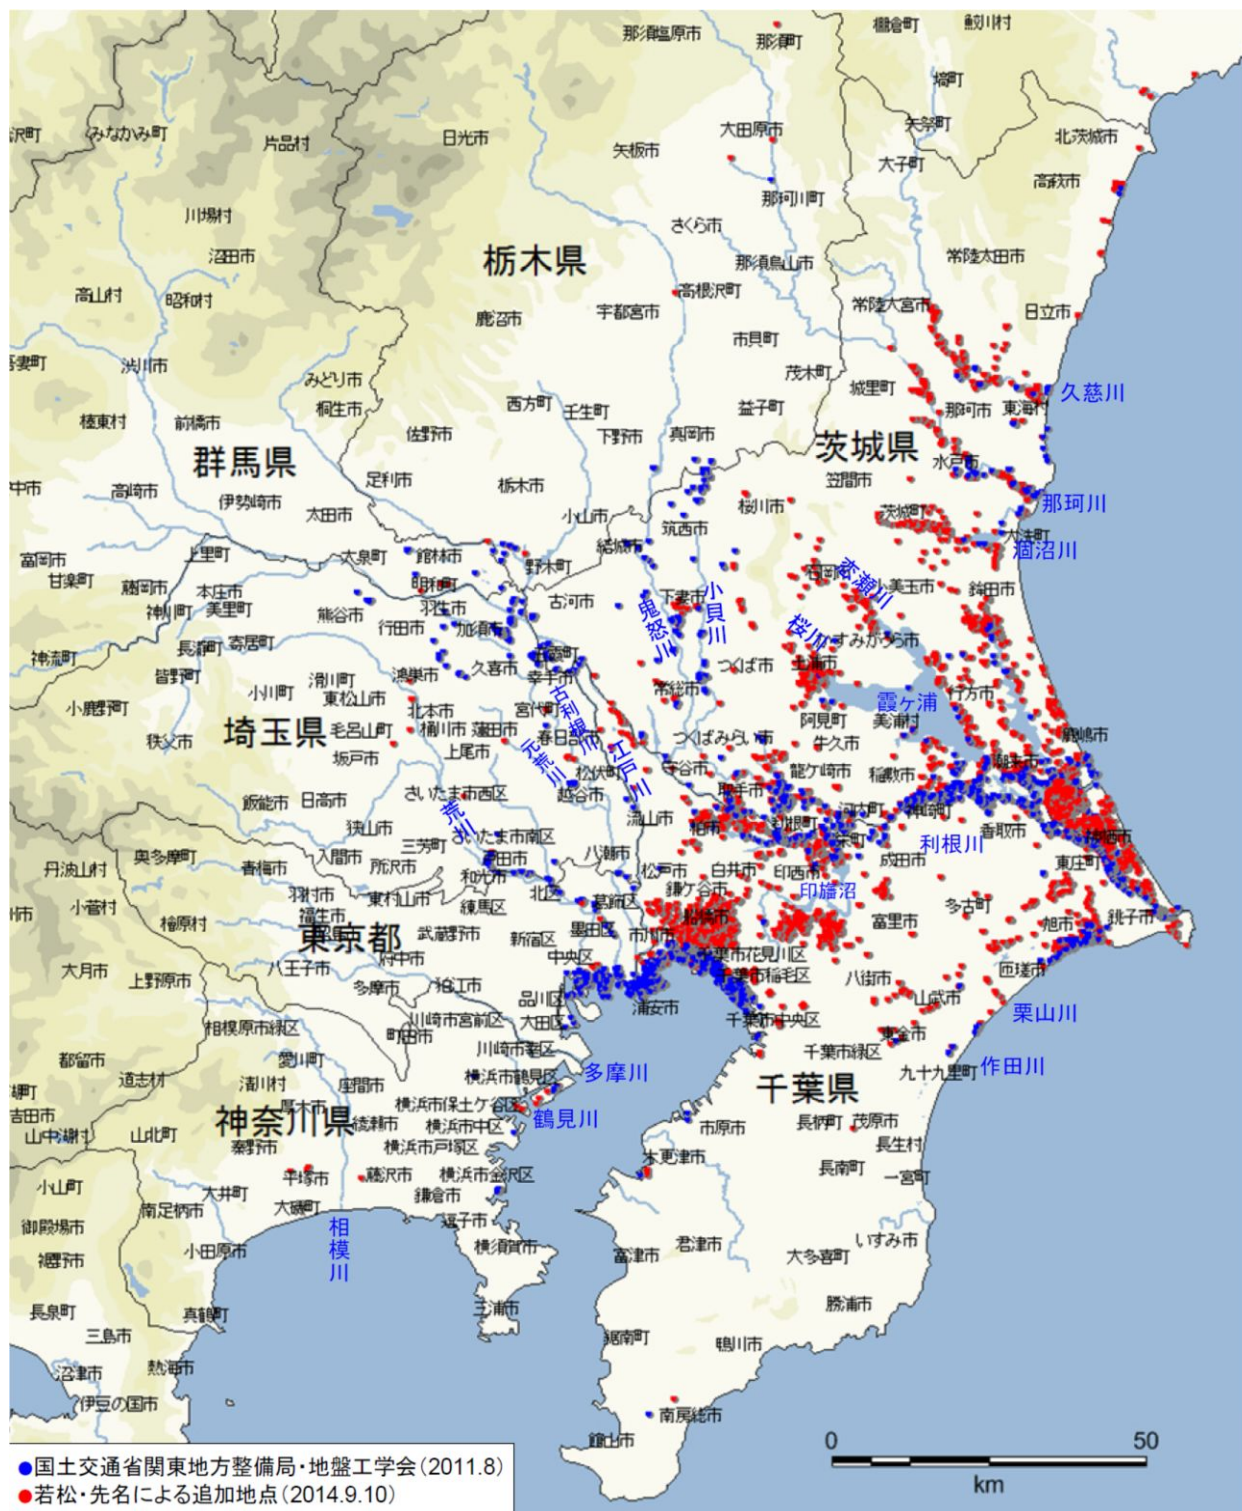 那須塩原市
那須町
棚倉町
鮫川村
塙町
沢町
みなかみ町
片品村
日光市
矢板市
大田原市
矢祭町
大子町
北茨城市
高萩市
川場村
沼田市
那珂川町
さくら市
栃木県
那須烏山市
常陸太田市
高山村
昭和村
鹿沼市
宇都宮市
高根沢町
常陸大宮市
日立市
市貝町
吾妻町
渋川市
みどり市
茂木町
城里町
久慈川
榛東村
前橋市
桐生市
西方町
壬生町
益子町
那珂市
東海村
佐野市
下野市
真岡市
茨城県
群馬県
水戸市
中市
高崎市
伊勢崎市
太田市
足利市
栃木市
笠間市
小山市
桜川市
茨城町
那珂川
筑西市
大洗町
涸沼川
富岡市
上里町
大泉町
館林市
野木町
結城市
石岡市
恋瀬川
小美玉市
鉾田市
甘楽町
藤岡市
本庄市
明和町
神川町
美里町
熊谷市
羽生市
古河市
下妻市
小貝川
鬼怒川
行田市
加須市
桜川
すみがうら市
神流町
長瀞町
寄居町
皆野町
鴻巣市
久喜市
五霞町
幸手市
つくば市
土浦市
小川町
滑川町
東松山市
常総市
霞ヶ浦
行方市
小鹿野町
埼玉県
毛呂山町
北本市
桶川市
蓮田市
宮代町
古利根川
阿見町
美浦村
秩父市
坂戸市
上尾市
元荒川
春日部市
江戸川
つくばみらい市
牛久市
鹿嶋市
松伏町
守谷市
龍ケ崎市
稲敷市
潮来市
飯能市
日高市
さいたま市西区
越谷市
取手市
荒川
流山市
柏市
利根町
河内町
神崎町
香取市
神栖市
狭山市
さいたま市南区
栄町
利根川
丹波山村
奥多摩町
青梅市
入間市
所沢市
三芳町
戸田市
八潮市
松戸市
白井市
印西市
成田市
東庄町
和光市
鎌ケ谷市
印旛沼
小菅村
羽村市
東村山市
練馬区
北区
葛飾区
船橋市
富里市
多古町
旭市
銚子市
檜原村
福生市
東京都
武蔵野市
新宿区
墨田区
市川市
府中市
中央区
千葉市花見川区
大月市
上野原市
八王子市
多摩市
狛江市
千葉市稲毛区
八街市
山武市
匝瑳市
品川区
浦安市
栗山川
相模原市緑区
町田市
川崎市宮前区
大田区
千葉市中央区
東金市
都留市
愛川町
川崎市幸区
千葉市緑区
作田川
道志村
清川村
座間市
横浜市鶴見区
多摩川
千葉県
九十九里町
神奈川県
厚木市
綾瀬市
横浜市保土ケ谷区
鶴見川
山中湖村
山北町
横浜市中区
市原市
長柄町
茂原市
秦野市
横浜市戸塚区
長生村
小山町
大井町
平塚市
藤沢市
横浜市金沢区
木更津市
長南町
一宮町
御殿場市
南足柄市
大磯町
鎌倉市
逗子市
裾野市
小田原市
相模川
横須賀市
富津市
君津市
大多喜町
いすみ市
長泉町
真鶴町
三浦市
勝浦市
三島市
鋸南町
鴨川市
沼津市
熱海市
伊豆の国市
南房総市
館山市
0 50
km
●国土交通省関東地方整備局・地盤工学会(2011.8)
●若松・先名による追加地点(2014.9.10)